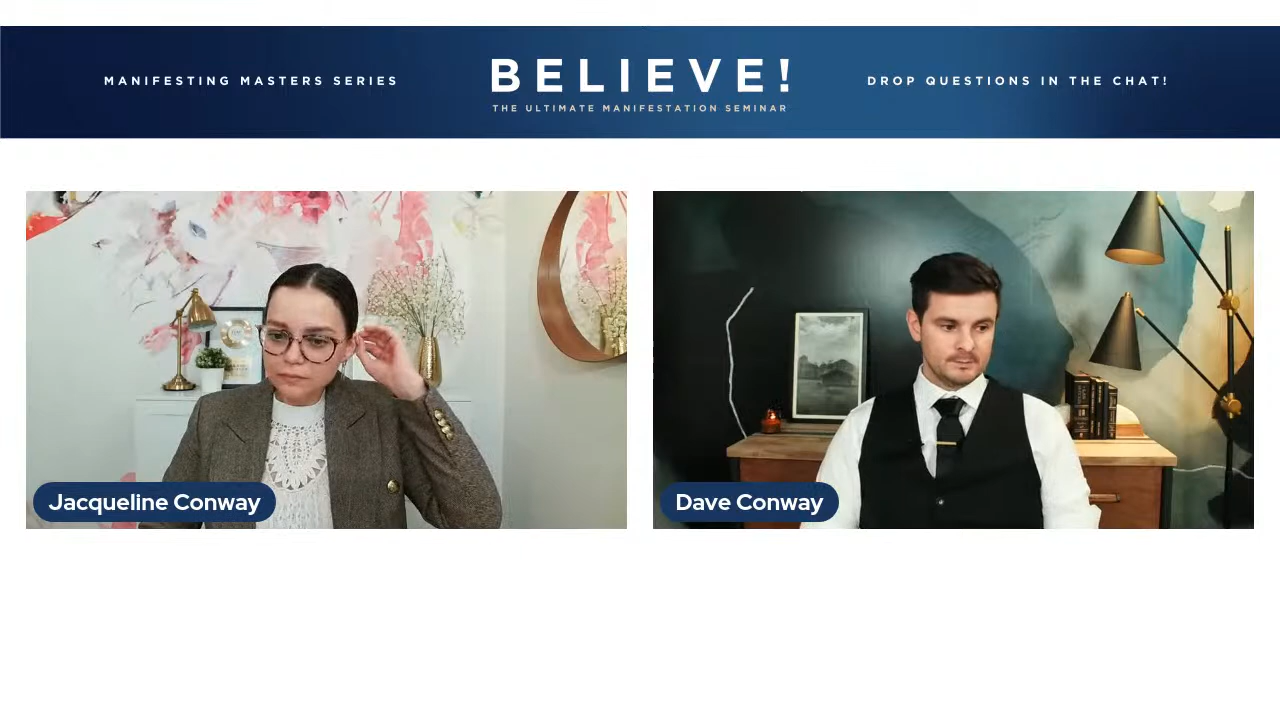 MANIFESTING MASTERS SERIES
BELIEVE!
THE ULTIMATE MANIFESTATION SEMINAR
DROP QUESTIONS IN THE CHAT!
Jacqueline Conway
Dave Conway